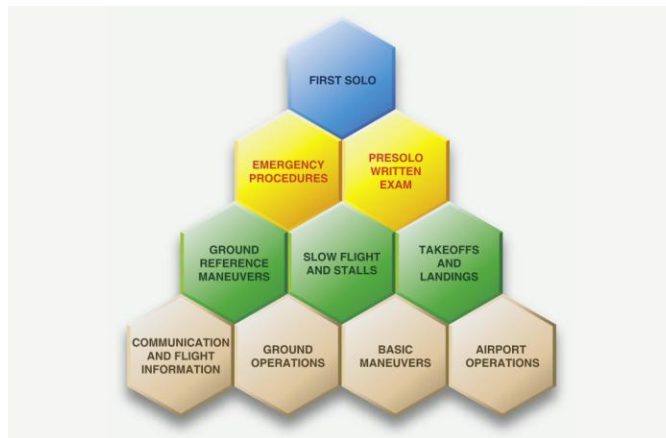 FIRST SOLO
EMERGENCY
PROCEDURES
PRESOLO
WRITTEN
EXAM
GROUND
REFERENCE
MANEUVERS
SLOW FLIGHT
AND STALLS
TAKEOFFS
AND
LANDINGS
COMMUNICATION
AND FLIGHT
INFORMATION
GROUND
OPERATIONS
BASIC
MANEUVERS
AIRPORT
OPERATIONS